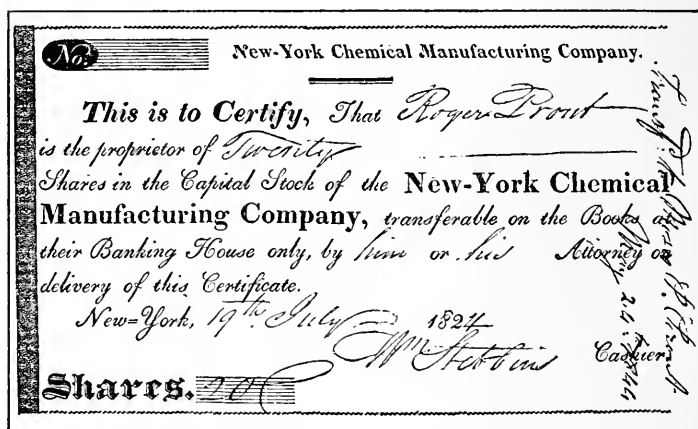 No.
New-York Chemical Manufacturing Company.
This is to Certify, That Roger Prout
is the proprietor of Twenty
Shares in the Capital Stock of the New-York Chemical
Manufacturing Company, transferable on the Books at
their Banking House only, by him or his Attorney on
delivery of this Certificate.
New=York, 19th July 1824
Wm Stebbins Cashier
Shares. 20
May 24th 1844